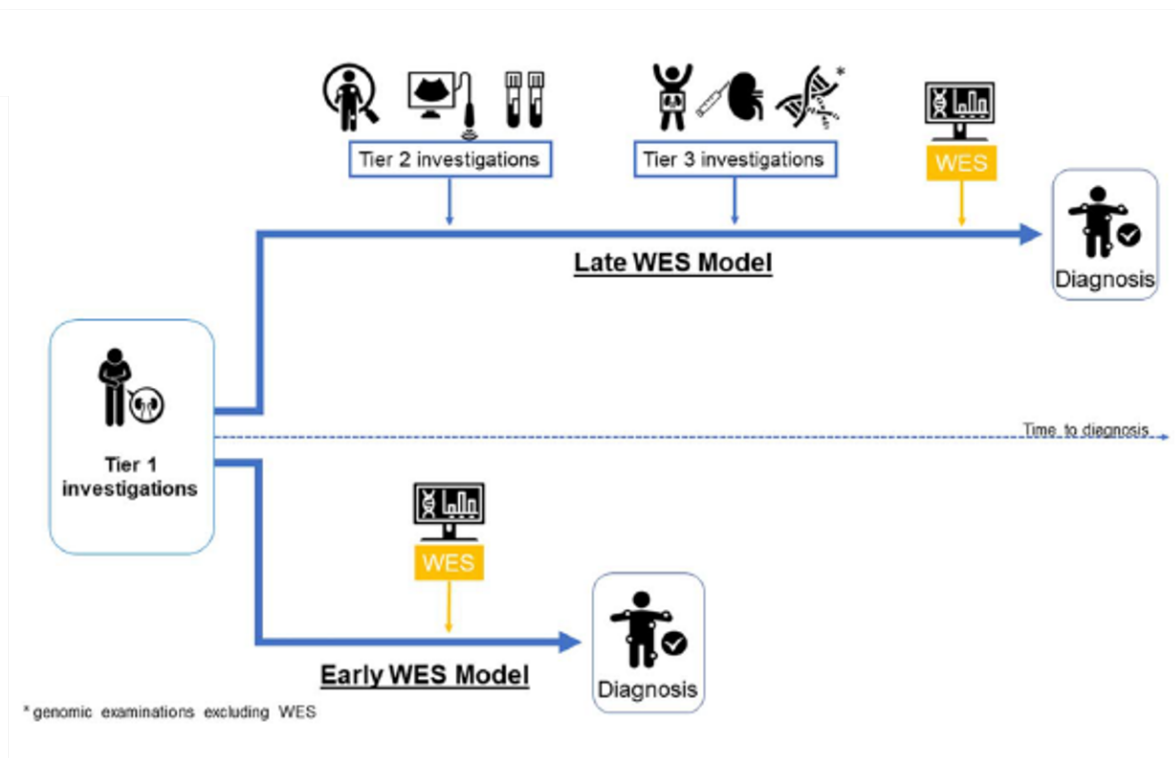 *
Tier 2 investigations
Tier 3 investigations
WES
Late WES Model
Diagnosis
Time to diagnosis
Tier 1
investigations
WES
Early WES Model
Diagnosis
* genomic examinations excluding WES